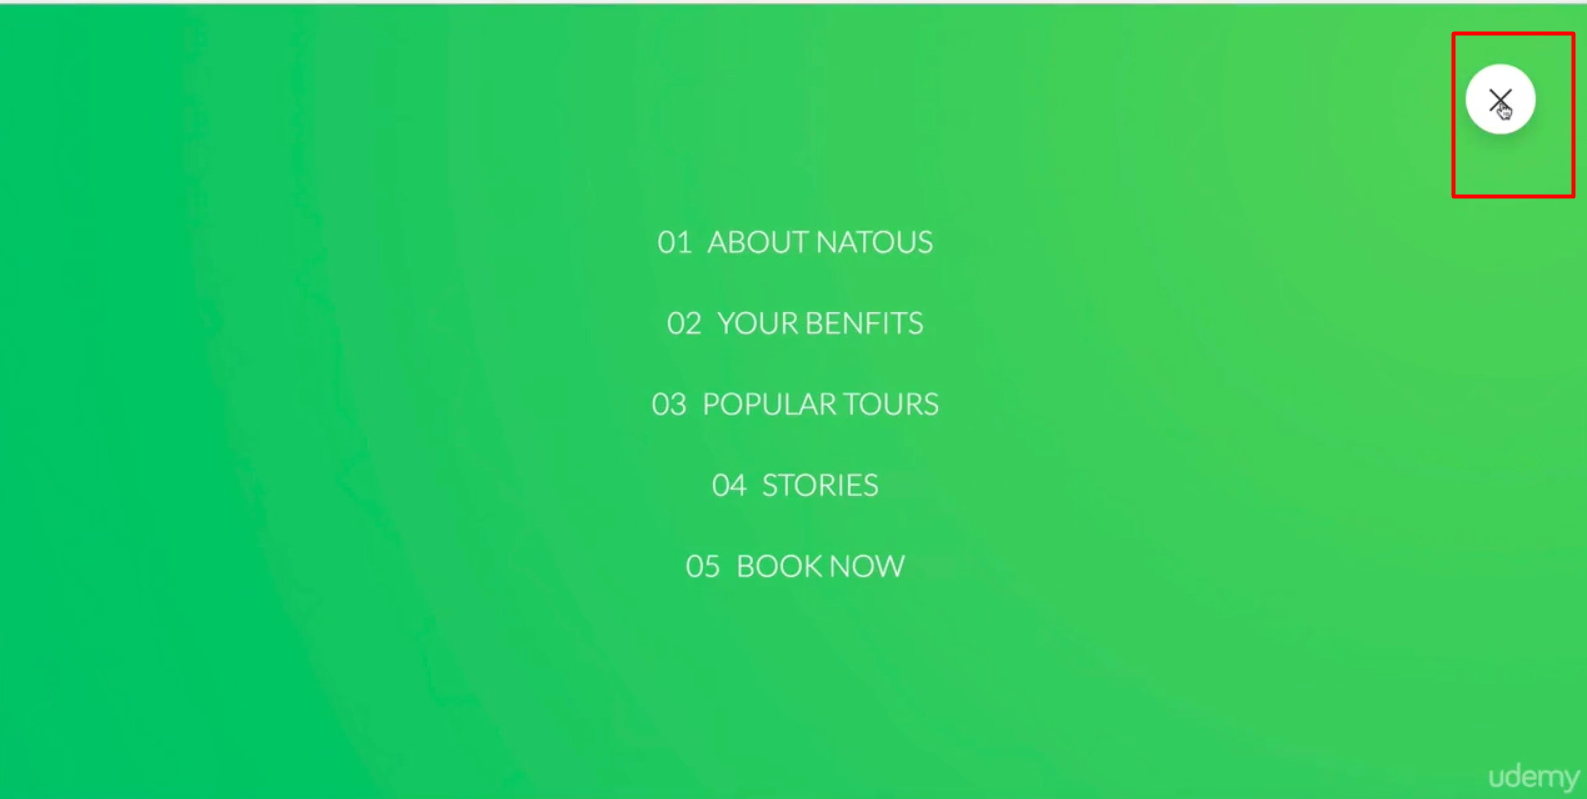 01 ABOUT NATOUS
02 YOUR BENFITS
03 POPULAR TOURS
04 STORIES
05 BOOK NOW
udemy